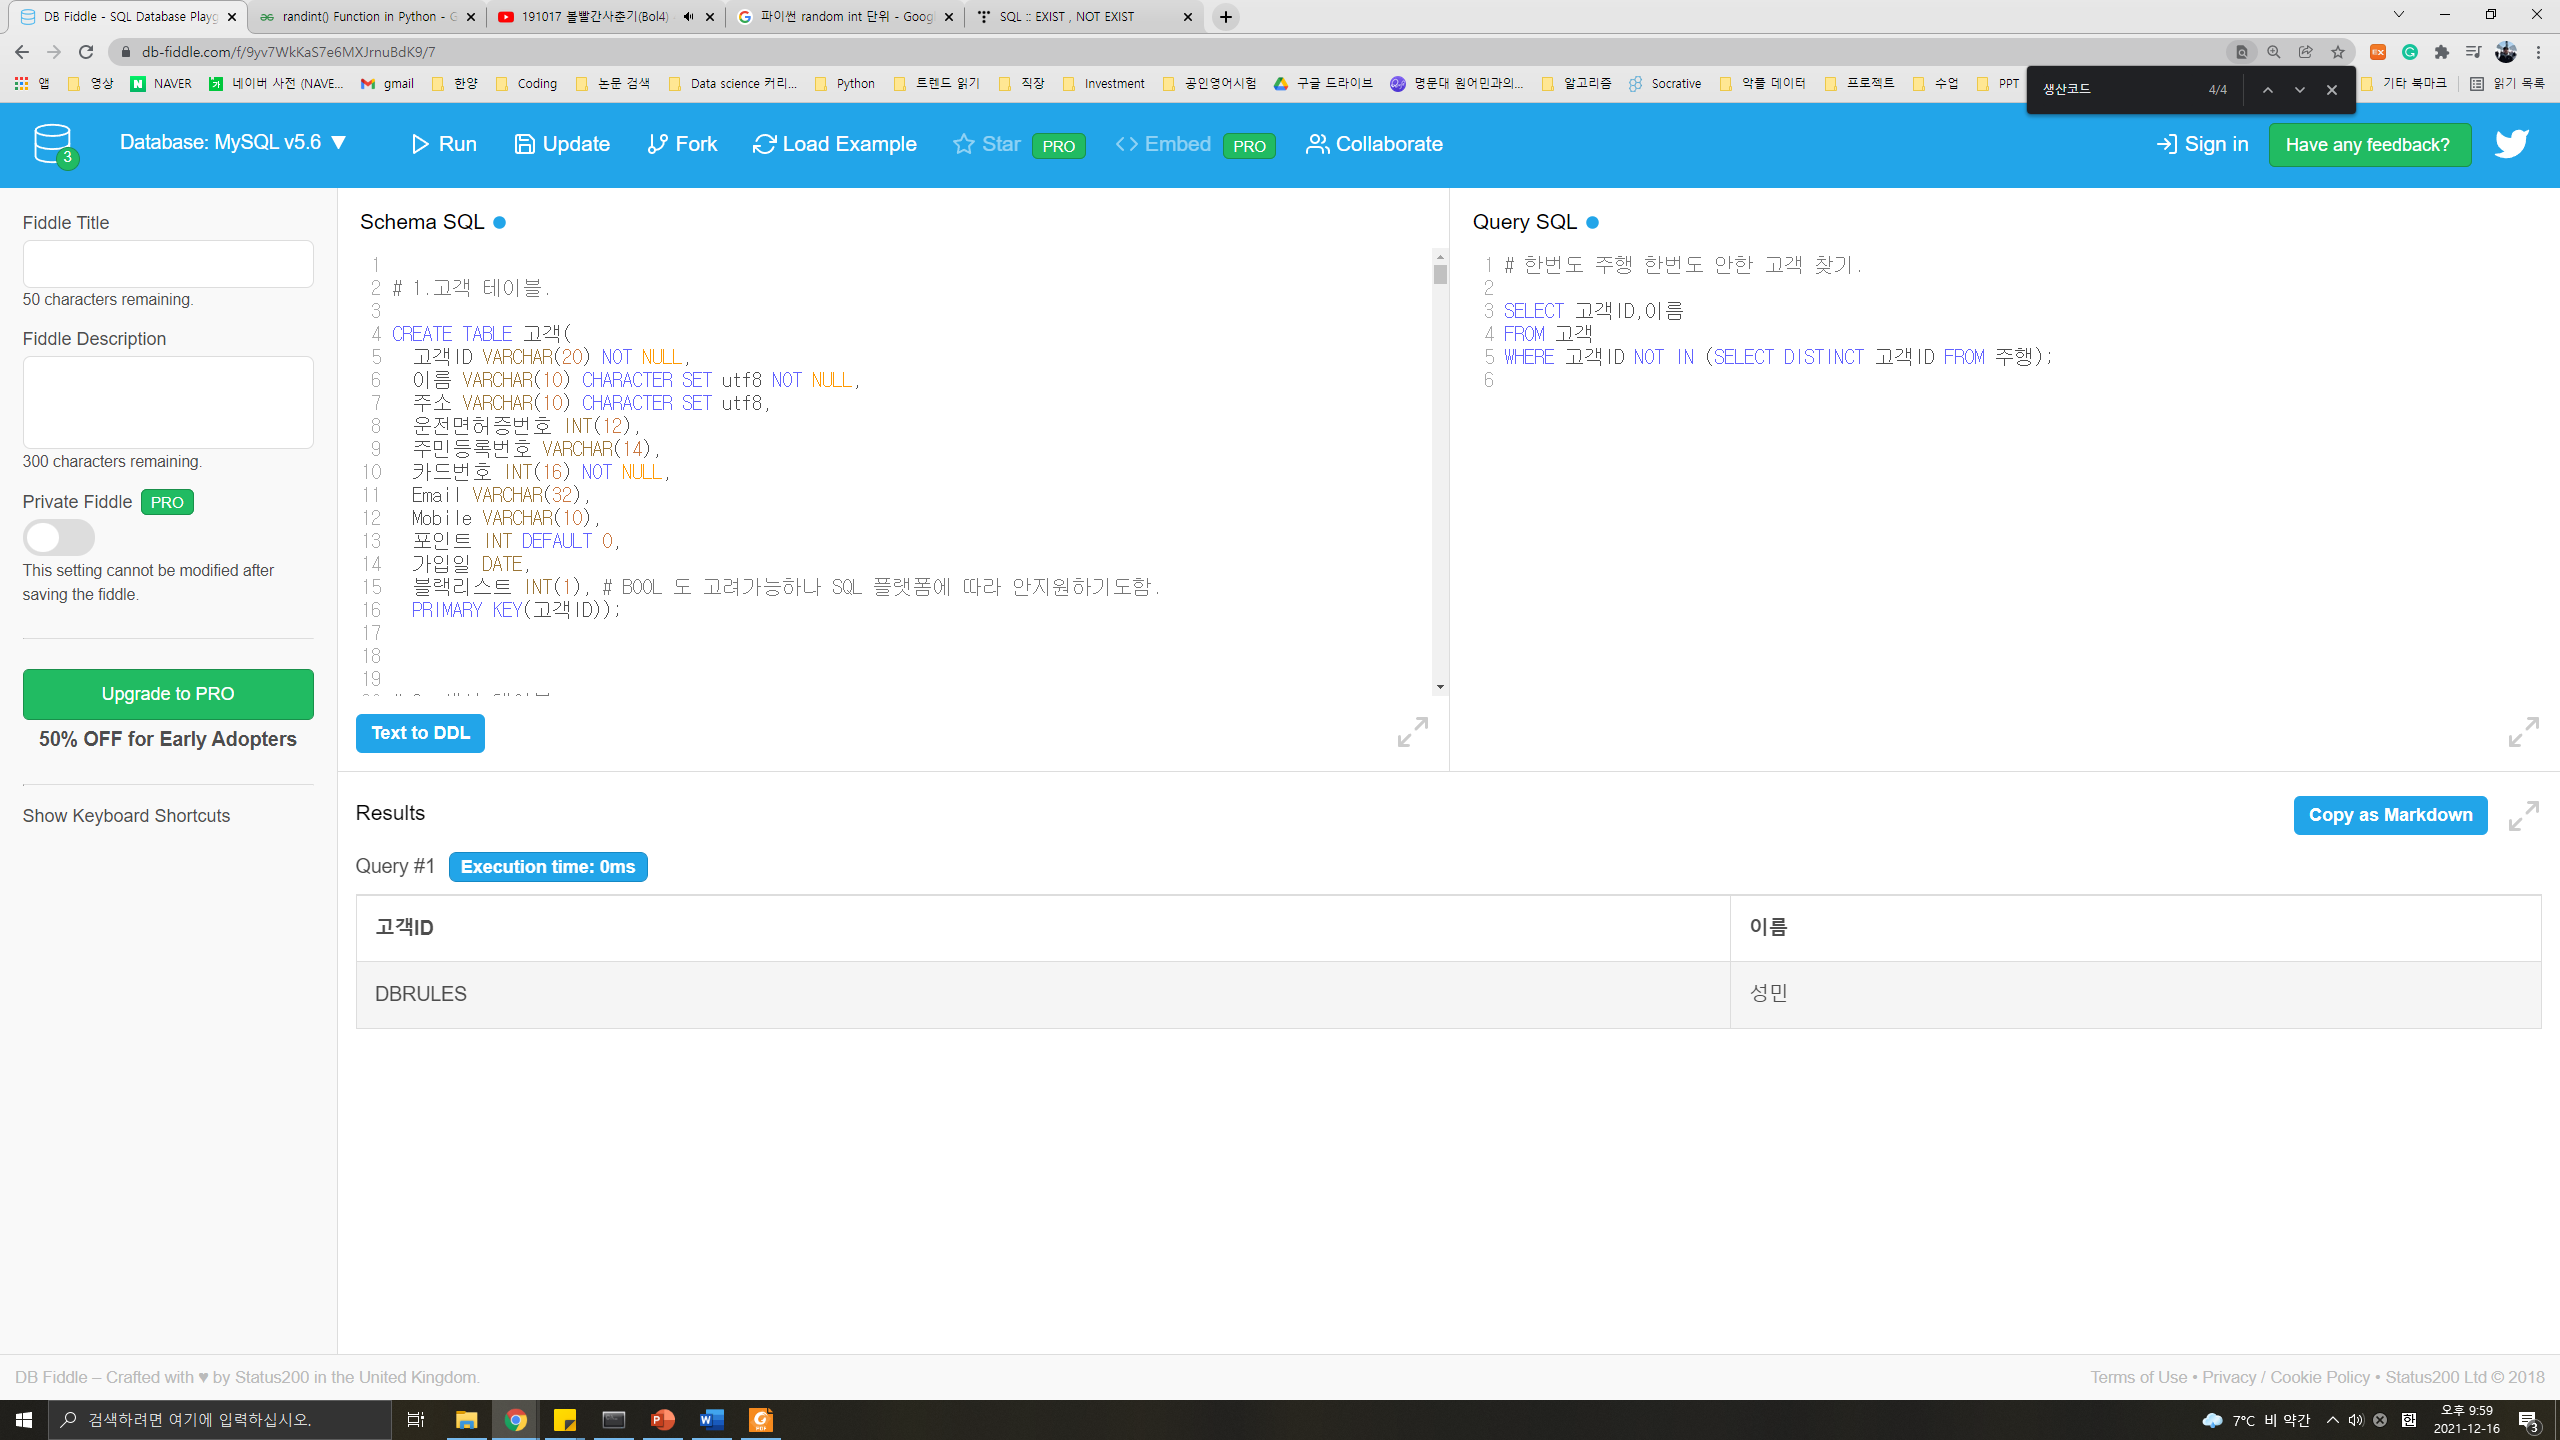 DB Fiddle - SQL Database Playg
randint() Function in Python - G
191017 볼빨간사춘기(Bol4)
파이썬 random int 단위 - Goog
SQL :: EXIST , NOT EXIST
db-fiddle.com/f/9yv7WkKaS7e6MXJrnuBdK9/7
앱 영상 NAVER 네이버 사전 (NAVE... gmail 한양 Coding 논문 검색 Data science 커리... Python 트렌드 읽기 직장 Investment 공인영어시험 구글 드라이브 명문대 원어민과의... 알고리즘 Socrative 악플 데이터 프로젝트 수업 PPT 기타 북마크 읽기 목록
생산코드 4/4
3
Database: MySQL v5.6 ▼ Run Update Fork Load Example Star PRO Embed PRO Collaborate Sign in Have any feedback?
Fiddle Title
50 characters remaining.
Fiddle Description
300 characters remaining.
Private Fiddle PRO
This setting cannot be modified after
saving the fiddle.
Upgrade to PRO
50% OFF for Early Adopters
Show Keyboard Shortcuts
Schema SQL
1
2 # 1.고객 테이블.
3
4 CREATE TABLE 고객(
5 고객ID VARCHAR(20) NOT NULL,
6 이름 VARCHAR(10) CHARACTER SET utf8 NOT NULL,
7 주소 VARCHAR(10) CHARACTER SET utf8,
8 운전면허증번호 INT(12),
9 주민등록번호 VARCHAR(14),
10 카드번호 INT(16) NOT NULL,
11 Email VARCHAR(32),
12 Mobile VARCHAR(10),
13 포인트 INT DEFAULT 0,
14 가입일 DATE,
15 블랙리스트 INT(1), # BOOL 도 고려가능하나 SQL 플랫폼에 따라 안지원하기도함.
16 PRIMARY KEY(고객ID));
17
18
19
Text to DDL
Query SQL
1 # 한번도 주행 한번도 안한 고객 찾기.
2
3 SELECT 고객ID,이름
4 FROM 고객
5 WHERE 고객ID NOT IN (SELECT DISTINCT 고객ID FROM 주행);
6
Results
Copy as Markdown
Query #1 Execution time: 0ms
고객ID 이름
DBRULES 성민
DB Fiddle – Crafted with ♥ by Status200 in the United Kingdom.
Terms of Use • Privacy / Cookie Policy • Status200 Ltd © 2018
검색하려면 여기에 입력하십시오.
7°C 비 약간
한
오후 9:59
2021-12-16
3